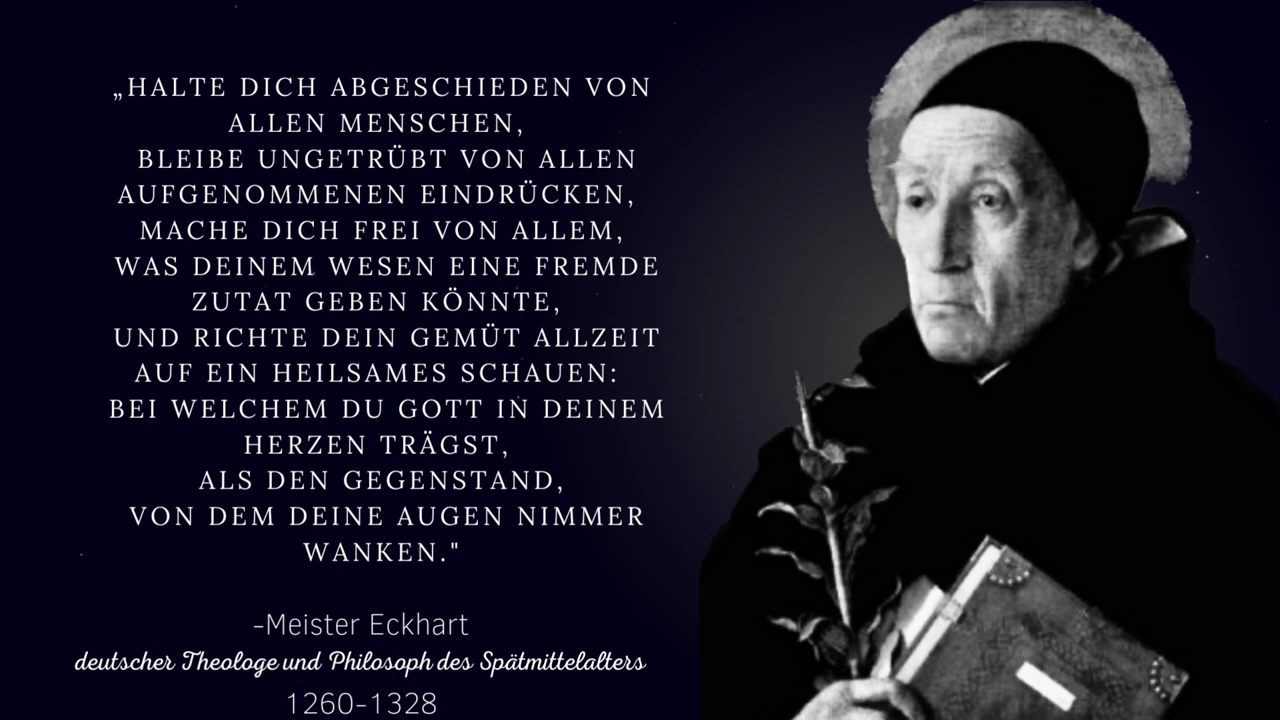 „HALTE DICH ABGESCHIEDEN VON
ALLEN MENSCHEN,
BLEIBE UNGETRÜBT VON ALLEN
AUFGENOMMENEN EINDRÜCKEN,
MACHE DICH FREI VON ALLEM,
WAS DEINEM WESEN EINE FREMDE
ZUTAT GEBEN KÖNNTE,
UND RICHTE DEIN GEMÜT ALLZEIT
AUF EIN HEILSAMES SCHAUEN:
BEI WELCHEM DU GOTT IN DEINEM
HERZEN TRÄGST,
ALS DEN GEGENSTAND,
VON DEM DEINE AUGEN NIMMER
WANKEN."
-Meister Eckhart
deutscher Theologe und Philosoph des Spätmittelalters
1260-1328